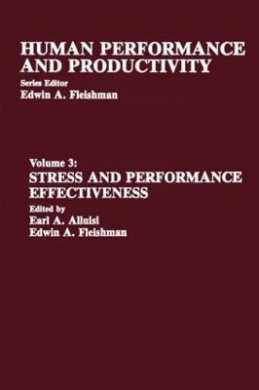 HUMAN PERFORMANCE
AND PRODUCTIVITY
Series Editor
Edwin A. Fleishman
Volume 3:
STRESS AND PERFORMANCE
EFFECTIVENESS
Edited by
Earl A. Alluisi
Edwin A. Fleishman